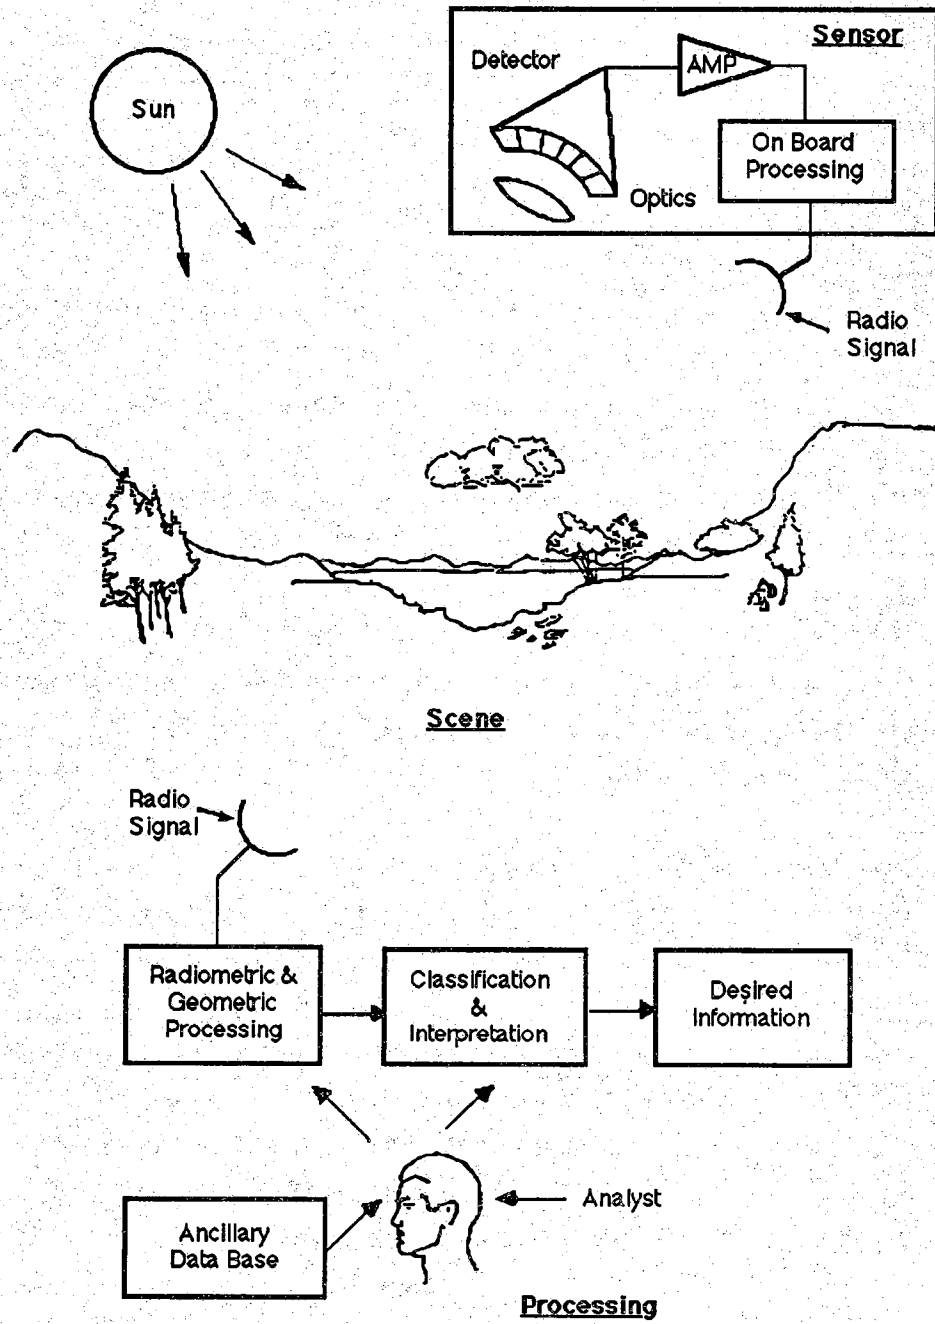 Sensor
Detector
AMP
Sun
On Board
Processing
Optics
Radio
Signal
Scene
Radio
Signal
Radiometric &
Geometric
Processing
Classification
&
Interpretation
Desired
Information
Analyst
Ancillary
Data Base
Processing